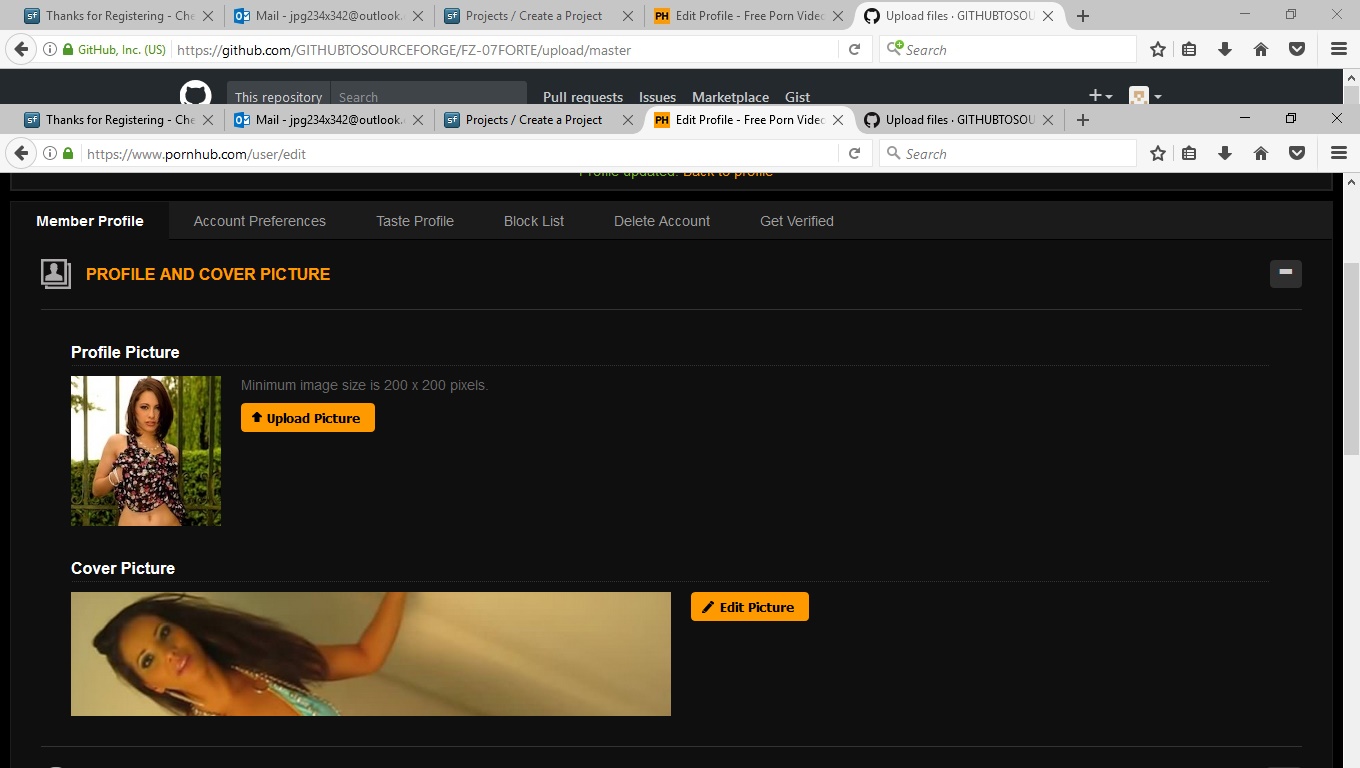 Thanks for Registering - Che
Mail - jpg234x342@outlook.
Projects / Create a Project
PH Edit Profile - Free Porn Videc
Upload files · GITHUBTOSOU
GitHub, Inc. (US) https://github.com/GITHUBTOSOURCEFORGE/FZ-07FORTE/upload/master
Search
This repository Search Pull requests Issues Marketplace Gist
Thanks for Registering - Che
Mail - jpg234x342@outlook.
Projects / Create a Project
PH Edit Profile - Free Porn Videc
Upload files · GITHUBTOSOU
https://www.pornhub.com/user/edit
Search
Profile updated. Back to profile
Member Profile Account Preferences Taste Profile Block List Delete Account Get Verified
PROFILE AND COVER PICTURE
Profile Picture
Minimum image size is 200 x 200 pixels.
Upload Picture
Cover Picture
Edit Picture